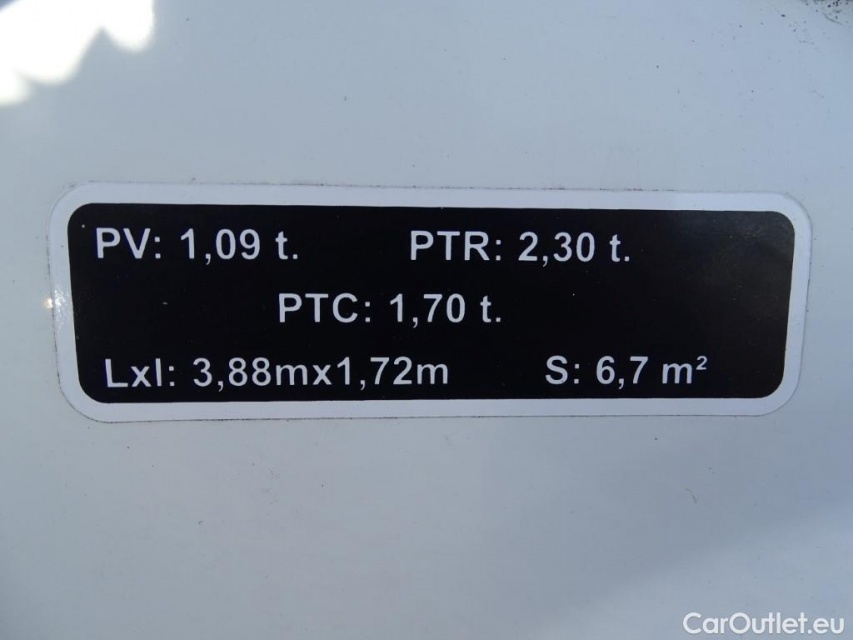 PV: 1,09 t. PTR: 2,30 t.
PTC: 1,70 t.
Lxl: 3,88mx1,72m S: 6,7 m²
CarOutlet.eu